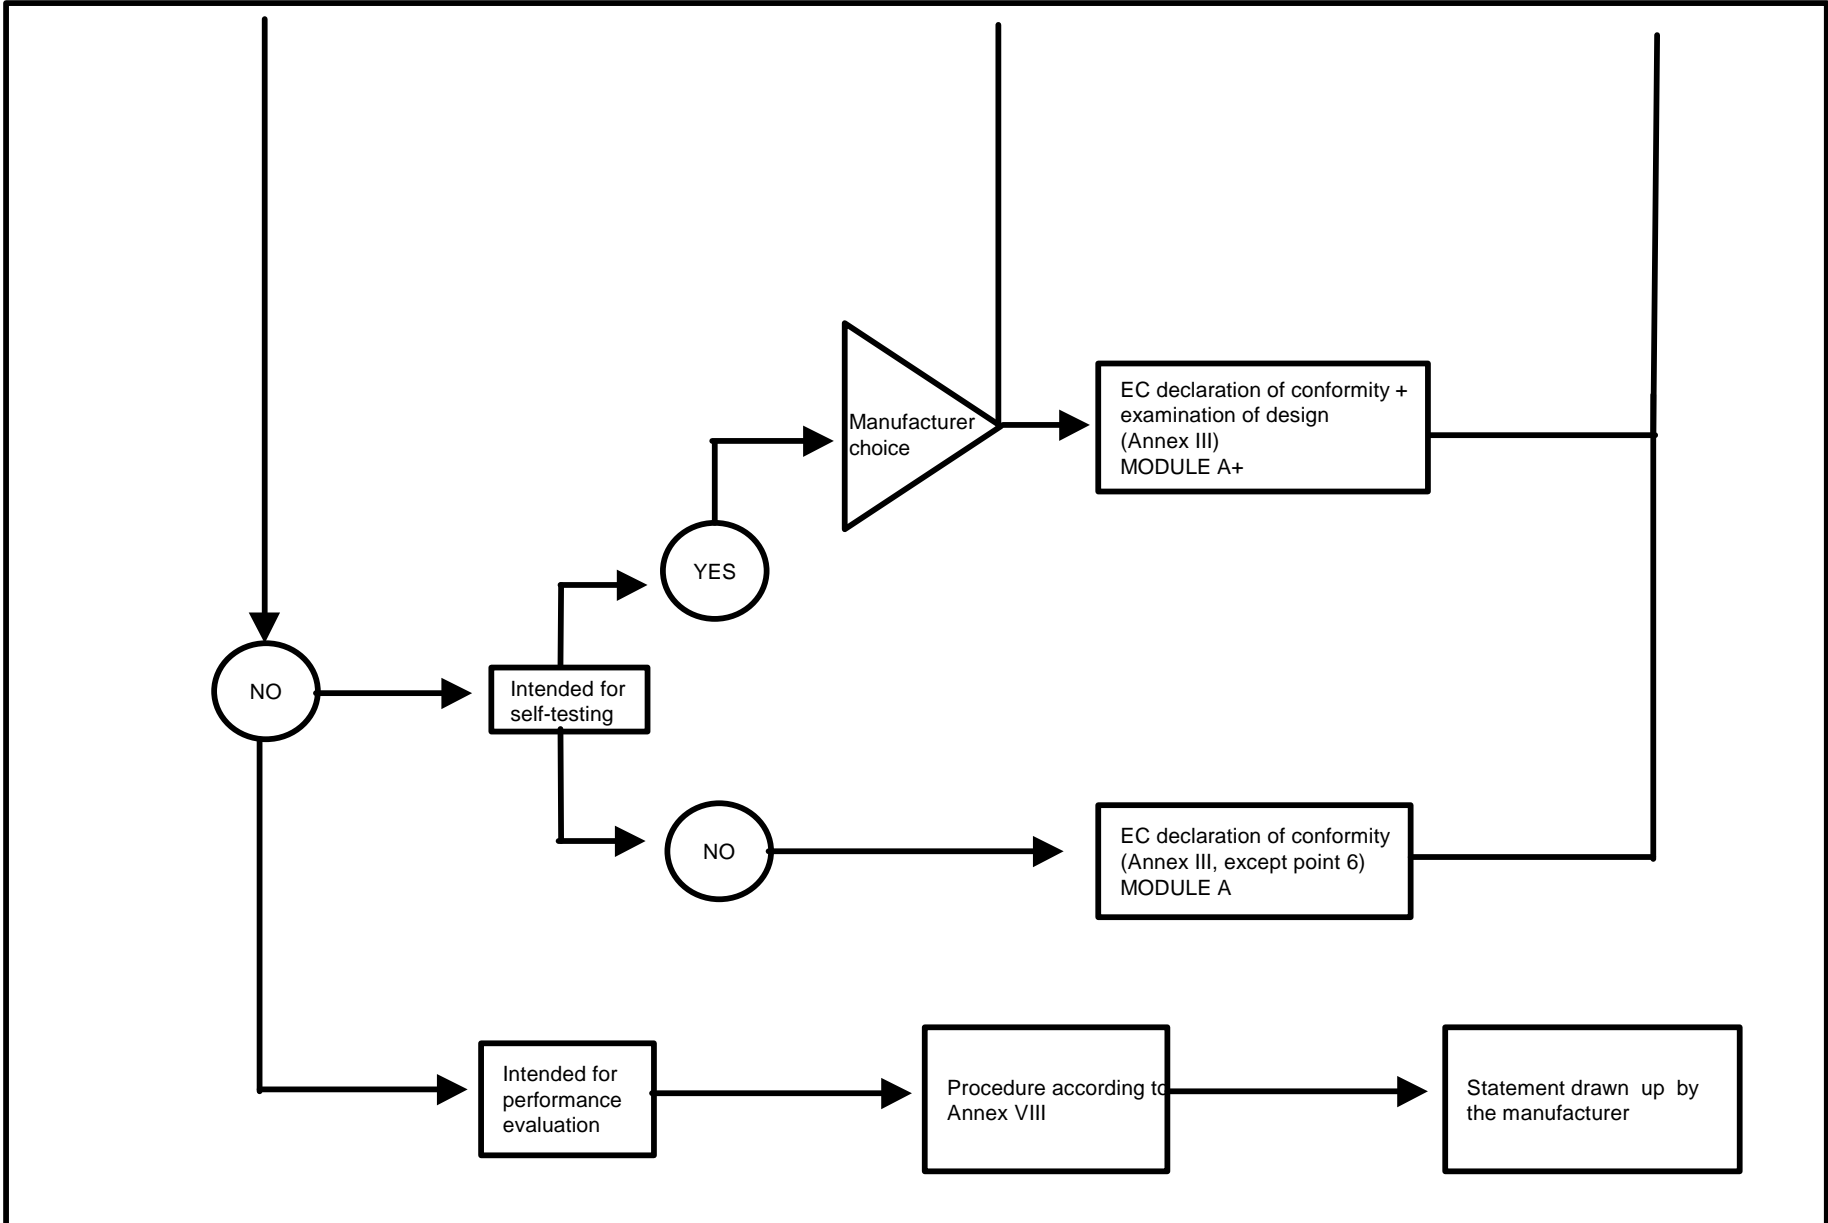 EC declaration of conformity +
examination of design
(Annex III)
MODULE A+
Manufacturer
choice
YES
NO
Intended for
self-testing
NO
EC declaration of conformity
(Annex III, except point 6)
MODULE A
Intended for
performance
evaluation
Procedure according to
Annex VIII
Statement drawn up by
the manufacturer